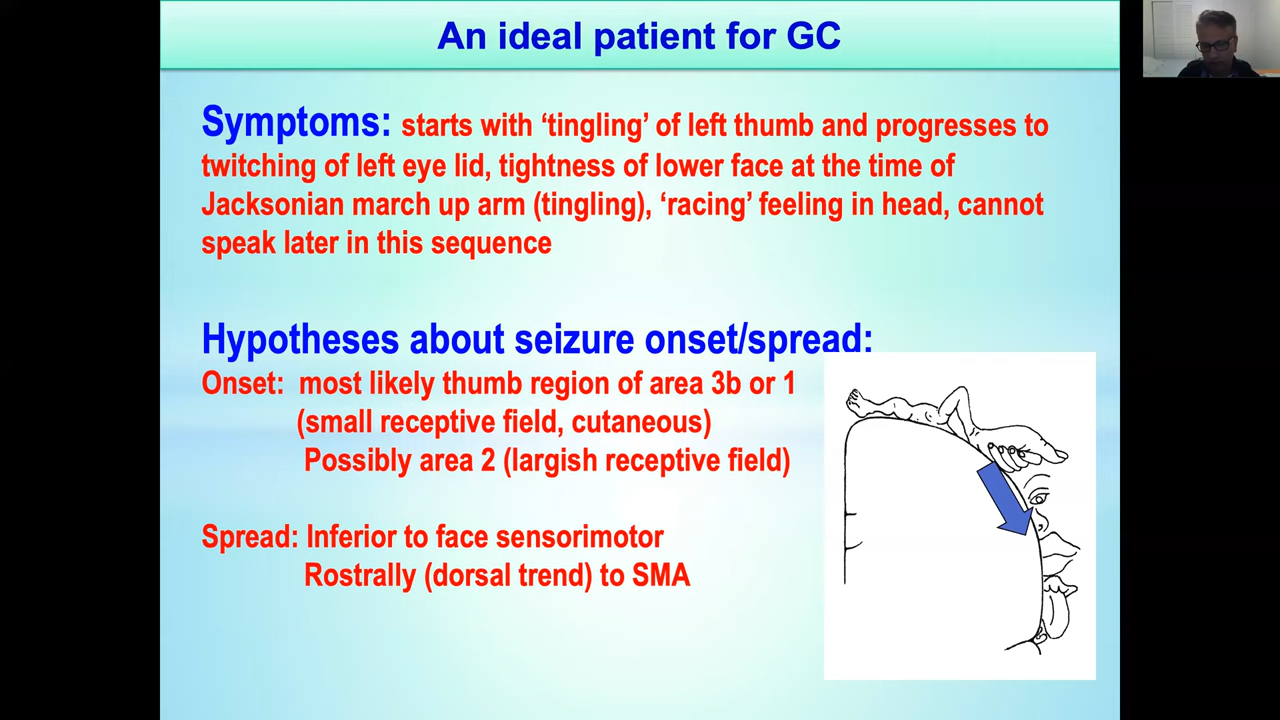 An ideal patient for GC
Symptoms: starts with ‘tingling’ of left thumb and progresses to
twitching of left eye lid, tightness of lower face at the time of
Jacksonian march up arm (tingling), ‘racing’ feeling in head, cannot
speak later in this sequence
Hypotheses about seizure onset/spread:
Onset: most likely thumb region of area 3b or 1
(small receptive field, cutaneous)
Possibly area 2 (largish receptive field)
Spread: Inferior to face sensorimotor
Rostrally (dorsal trend) to SMA